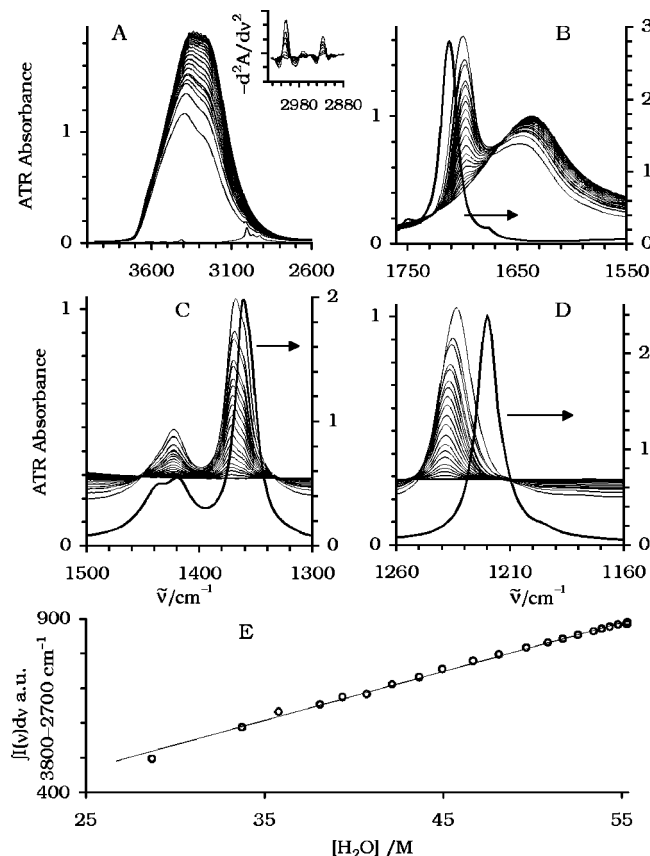 A
B
-d²A/dν²
2980 2880
ATR Absorbance
1
0
3600 3100 2600
1
0
3
2
1
0
1750 1650 1550
C
D
ATR Absorbance
1
0
2
1
0
1500 1400 1300
ν̃/cm⁻¹
1
0
2
1
0
1260 1210 1160
ν̃/cm⁻¹
E
∫I(ν)dν a.u.
3800–2700 cm⁻¹
900
400
25 35 45 55
[H₂O] /M